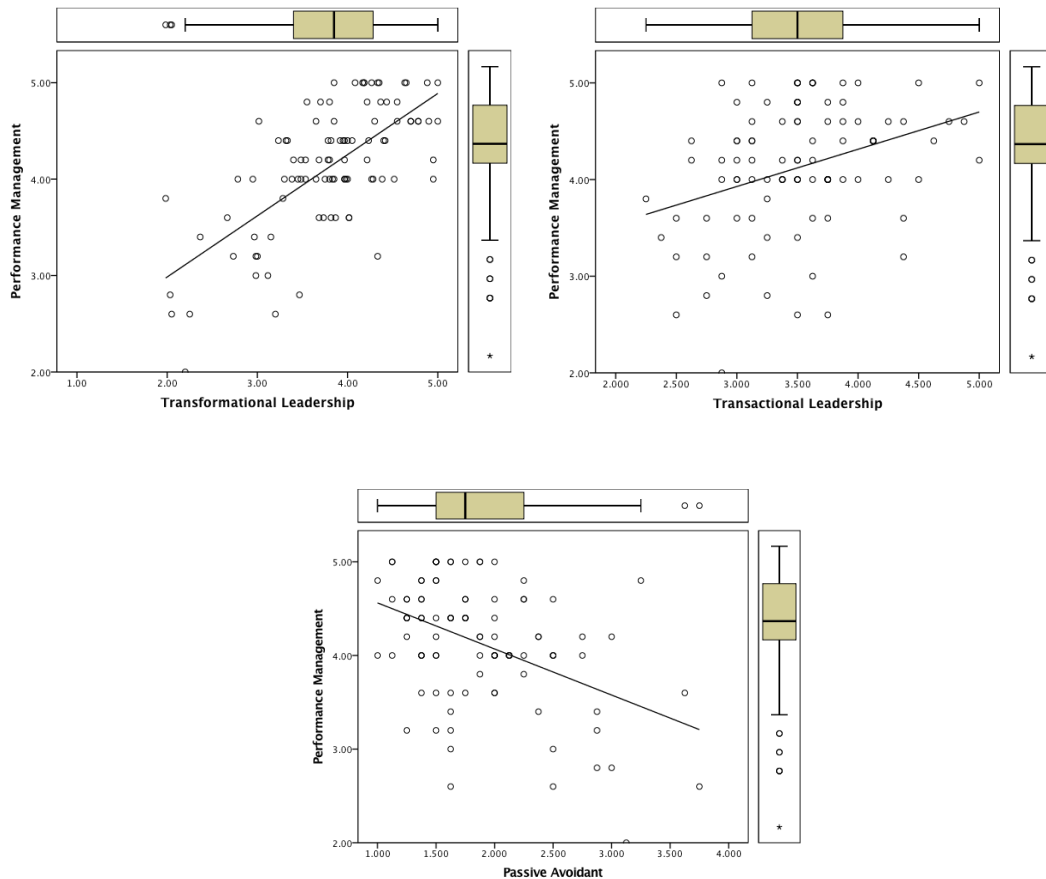 Performance Management
5.00
4.00
3.00
2.00
1.00 2.00 3.00 4.00 5.00
Transformational Leadership
*
Performance Management
5.00
4.00
3.00
2.00
2.000 2.500 3.000 3.500 4.000 4.500 5.000
Transactional Leadership
*
Performance Management
5.00
4.00
3.00
2.00
1.000 1.500 2.000 2.500 3.000 3.500 4.000
Passive Avoidant
*